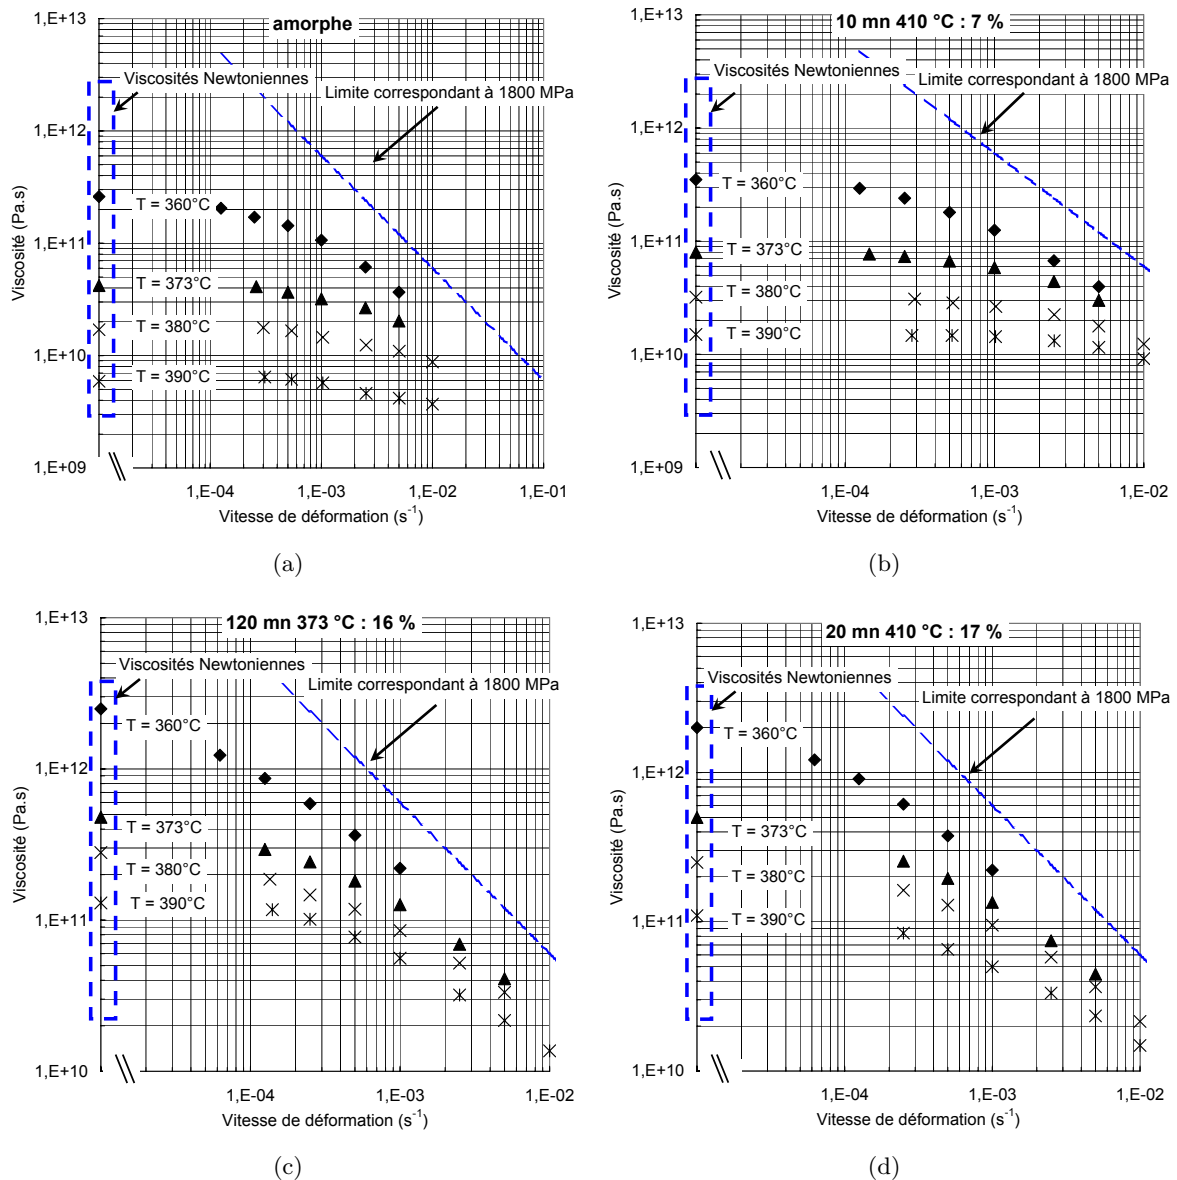 amorphe
Viscosités Newtoniennes
Limite correspondant à 1800 MPa
T = 360°C
T = 373°C
T = 380°C
T = 390°C
1,E+13
1,E+12
1,E+11
1,E+10
1,E+09
Viscosité (Pa.s)
1,E-04
1,E-03
1,E-02
1,E-01
Vitesse de déformation (s-1)
(a)
10 mn 410 °C : 7 %
Viscosités Newtoniennes
Limite correspondant à 1800 MPa
T = 360°C
T = 373°C
T = 380°C
T = 390°C
1,E+13
1,E+12
1,E+11
1,E+10
1,E+09
Viscosité (Pa.s)
1,E-04
1,E-03
1,E-02
Vitesse de déformation (s-1)
(b)
120 mn 373 °C : 16 %
Viscosités Newtoniennes
Limite correspondant à 1800 MPa
T = 360°C
T = 373°C
T = 380°C
T = 390°C
1,E+13
1,E+12
1,E+11
1,E+10
Viscosité (Pa.s)
1,E-04
1,E-03
1,E-02
Vitesse de déformation (s-1)
(c)
20 mn 410 °C : 17 %
Viscosités Newtoniennes
Limite correspondant à 1800 MPa
T = 360°C
T = 373°C
T = 380°C
T = 390°C
1,E+13
1,E+12
1,E+11
1,E+10
Viscosité (Pa.s)
1,E-04
1,E-03
1,E-02
Vitesse de déformation (s-1)
(d)